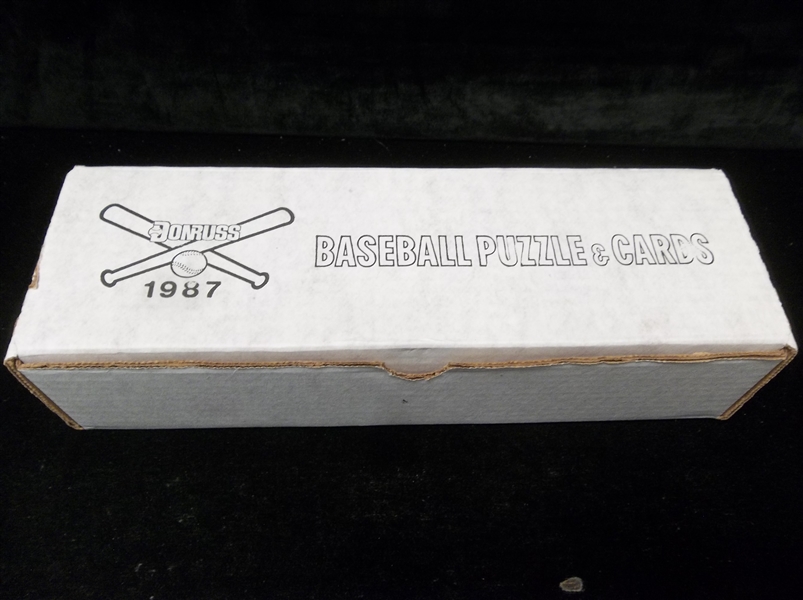 DONRUSS
1987
BASEBALL PUZZLE & CARDS